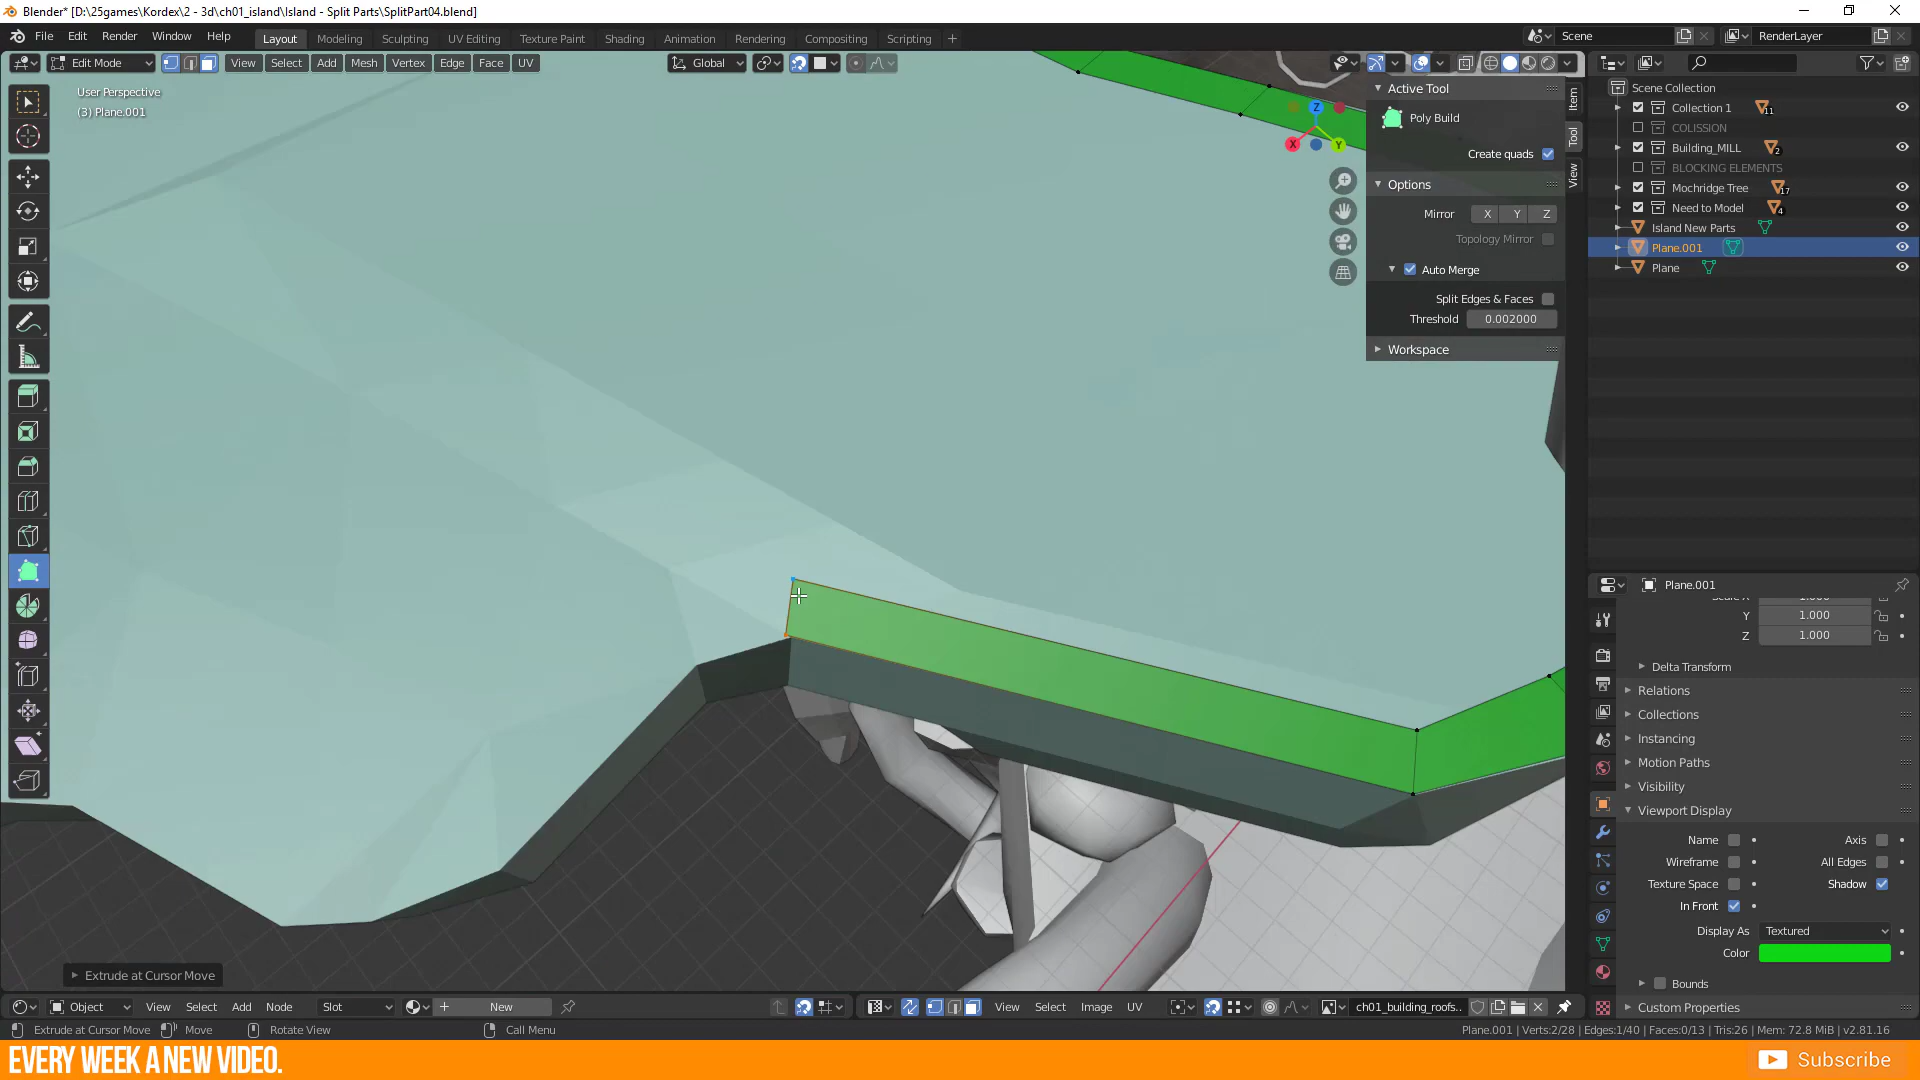 Blender* [D:\25games\Kordex\2 - 3d\ch01_island\Island - Split Parts\SplitPart04.blend]
File Edit Render Window Help Layout Modeling Sculpting UV Editing Texture Paint Shading Animation Rendering Compositing Scripting Scene RenderLayer
Edit Mode View Select Add Mesh Vertex Edge Face UV Global
User Perspective
(3) Plane.001
Z
X
Y
Active Tool
Poly Build
Create quads
Options
Mirror X Y Z
Topology Mirror
Auto Merge
Split Edges & Faces
Threshold 0.002000
Workspace
Item
Tool
View
Scene Collection
Collection 1 11
COLISSION
Building_MILL 2
BLOCKING ELEMENTS
Mochridge Tree 17
Need to Model 4
Island New Parts
Plane.001
Plane
Plane.001
Y 1.000
Z 1.000
Delta Transform
Relations
Collections
Instancing
Motion Paths
Visibility
Viewport Display
Name Axis
Wireframe All Edges
Texture Space Shadow
In Front
Display As Textured
Color
Bounds
Custom Properties
Extrude at Cursor Move
Object View Select Add Node Slot New View Select Image UV ch01_building_roofs..
Extrude at Cursor Move Move Rotate View Call Menu Plane.001 | Verts:2/28 | Edges:1/40 | Faces:0/13 | Tris:26 | Mem: 72.8 MiB | v2.81.16
EVERY WEEK A NEW VIDEO. Subscribe